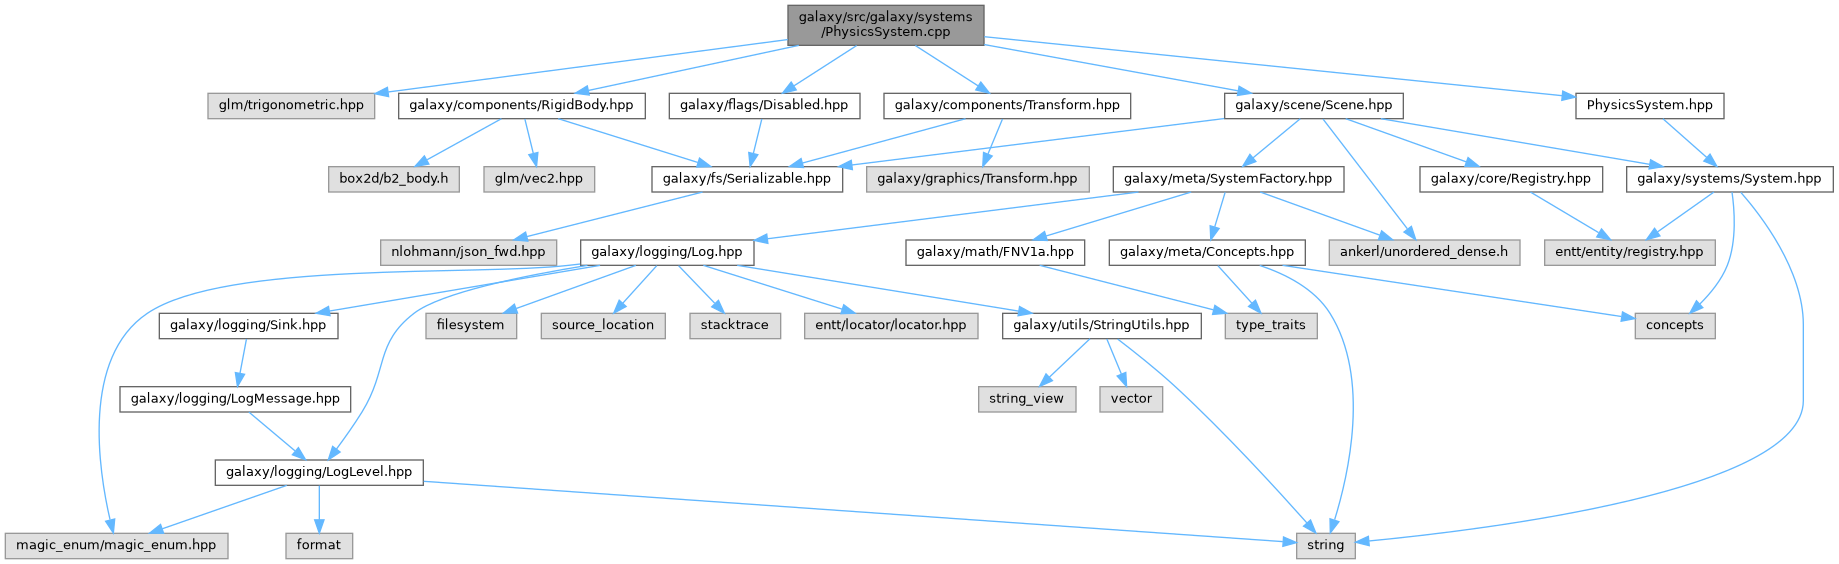 galaxy/src/galaxy/systems
/PhysicsSystem.cpp
glm/trigonometric.hpp
galaxy/components/RigidBody.hpp
galaxy/flags/Disabled.hpp
galaxy/components/Transform.hpp
galaxy/scene/Scene.hpp
PhysicsSystem.hpp
box2d/b2_body.h
glm/vec2.hpp
galaxy/fs/Serializable.hpp
galaxy/graphics/Transform.hpp
galaxy/meta/SystemFactory.hpp
galaxy/core/Registry.hpp
galaxy/systems/System.hpp
nlohmann/json_fwd.hpp
galaxy/logging/Log.hpp
galaxy/math/FNV1a.hpp
galaxy/meta/Concepts.hpp
ankerl/unordered_dense.h
entt/entity/registry.hpp
galaxy/logging/Sink.hpp
filesystem
source_location
stacktrace
entt/locator/locator.hpp
galaxy/utils/StringUtils.hpp
type_traits
concepts
galaxy/logging/LogMessage.hpp
string_view
vector
galaxy/logging/LogLevel.hpp
magic_enum/magic_enum.hpp
format
string